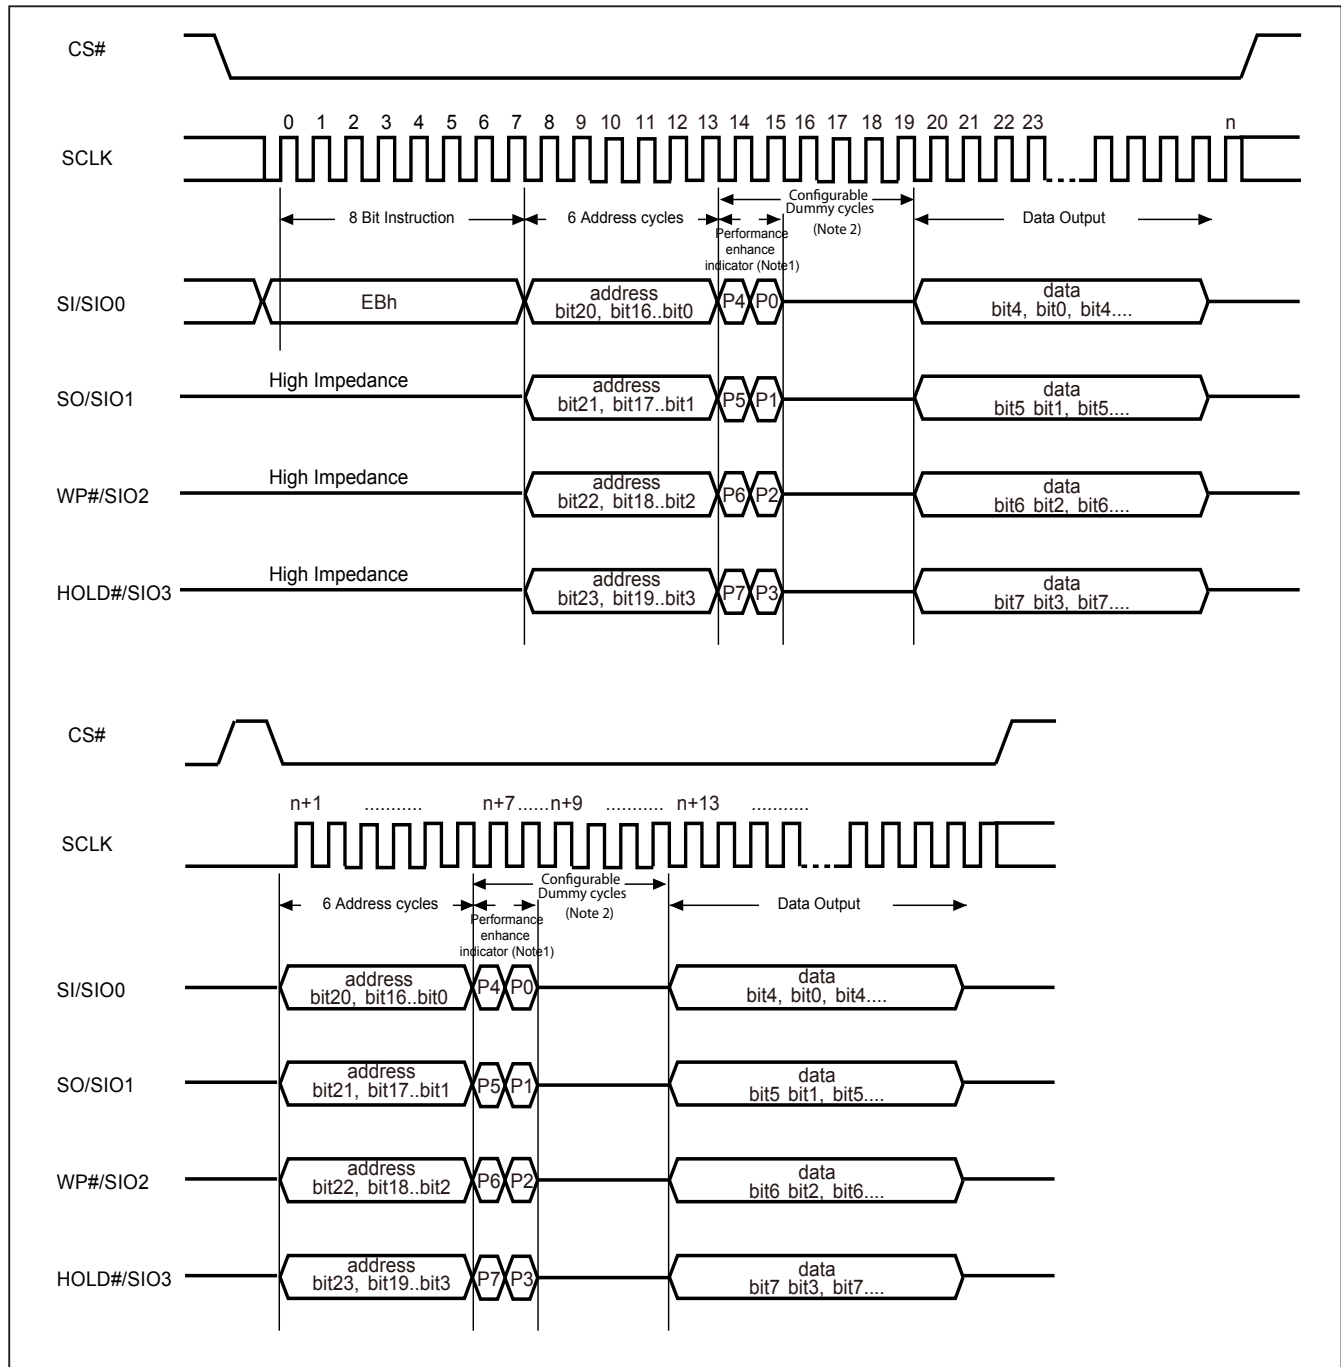 CS#
0 1 2 3 4 5 6 7 8 9 10 11 12 13 14 15 16 17 18 19 20 21 22 23 n
SCLK
8 Bit Instruction
6 Address cycles
Configurable
Dummy cycles
(Note 2)
Performance
enhance
indicator (Note1)
Data Output
SI/SIO0
EBh
address
bit20, bit16..bit0
P4 P0
data
bit4, bit0, bit4....
SO/SIO1
High Impedance
address
bit21, bit17..bit1
P5 P1
data
bit5 bit1, bit5....
WP#/SIO2
High Impedance
address
bit22, bit18..bit2
P6 P2
data
bit6 bit2, bit6....
HOLD#/SIO3
High Impedance
address
bit23, bit19..bit3
P7 P3
data
bit7 bit3, bit7....
CS#
n+1 ........... n+7......n+9 ........... n+13 ...........
SCLK
6 Address cycles
Configurable
Dummy cycles
(Note 2)
Performance
enhance
indicator (Note1)
Data Output
SI/SIO0
address
bit20, bit16..bit0
P4 P0
data
bit4, bit0, bit4....
SO/SIO1
address
bit21, bit17..bit1
P5 P1
data
bit5 bit1, bit5....
WP#/SIO2
address
bit22, bit18..bit2
P6 P2
data
bit6 bit2, bit6....
HOLD#/SIO3
address
bit23, bit19..bit3
P7 P3
data
bit7 bit3, bit7....